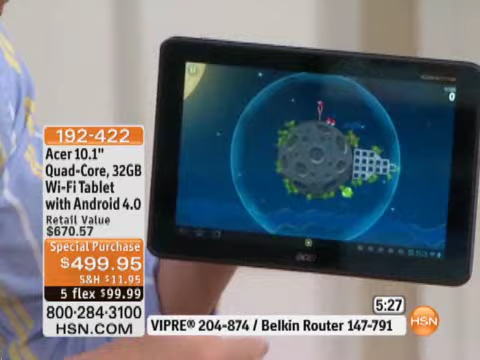 192-422
Acer 10.1"
Quad-Core, 32GB
Wi-Fi Tablet
with Android 4.0
Retail Value
$670.57
Special Purchase
$499.95
S&H $11.95
5 flex $99.99
800·284·3100
HSN.COM
0
acer
5:27
VIPRE® 204-874 / Belkin Router 147-791
HSN